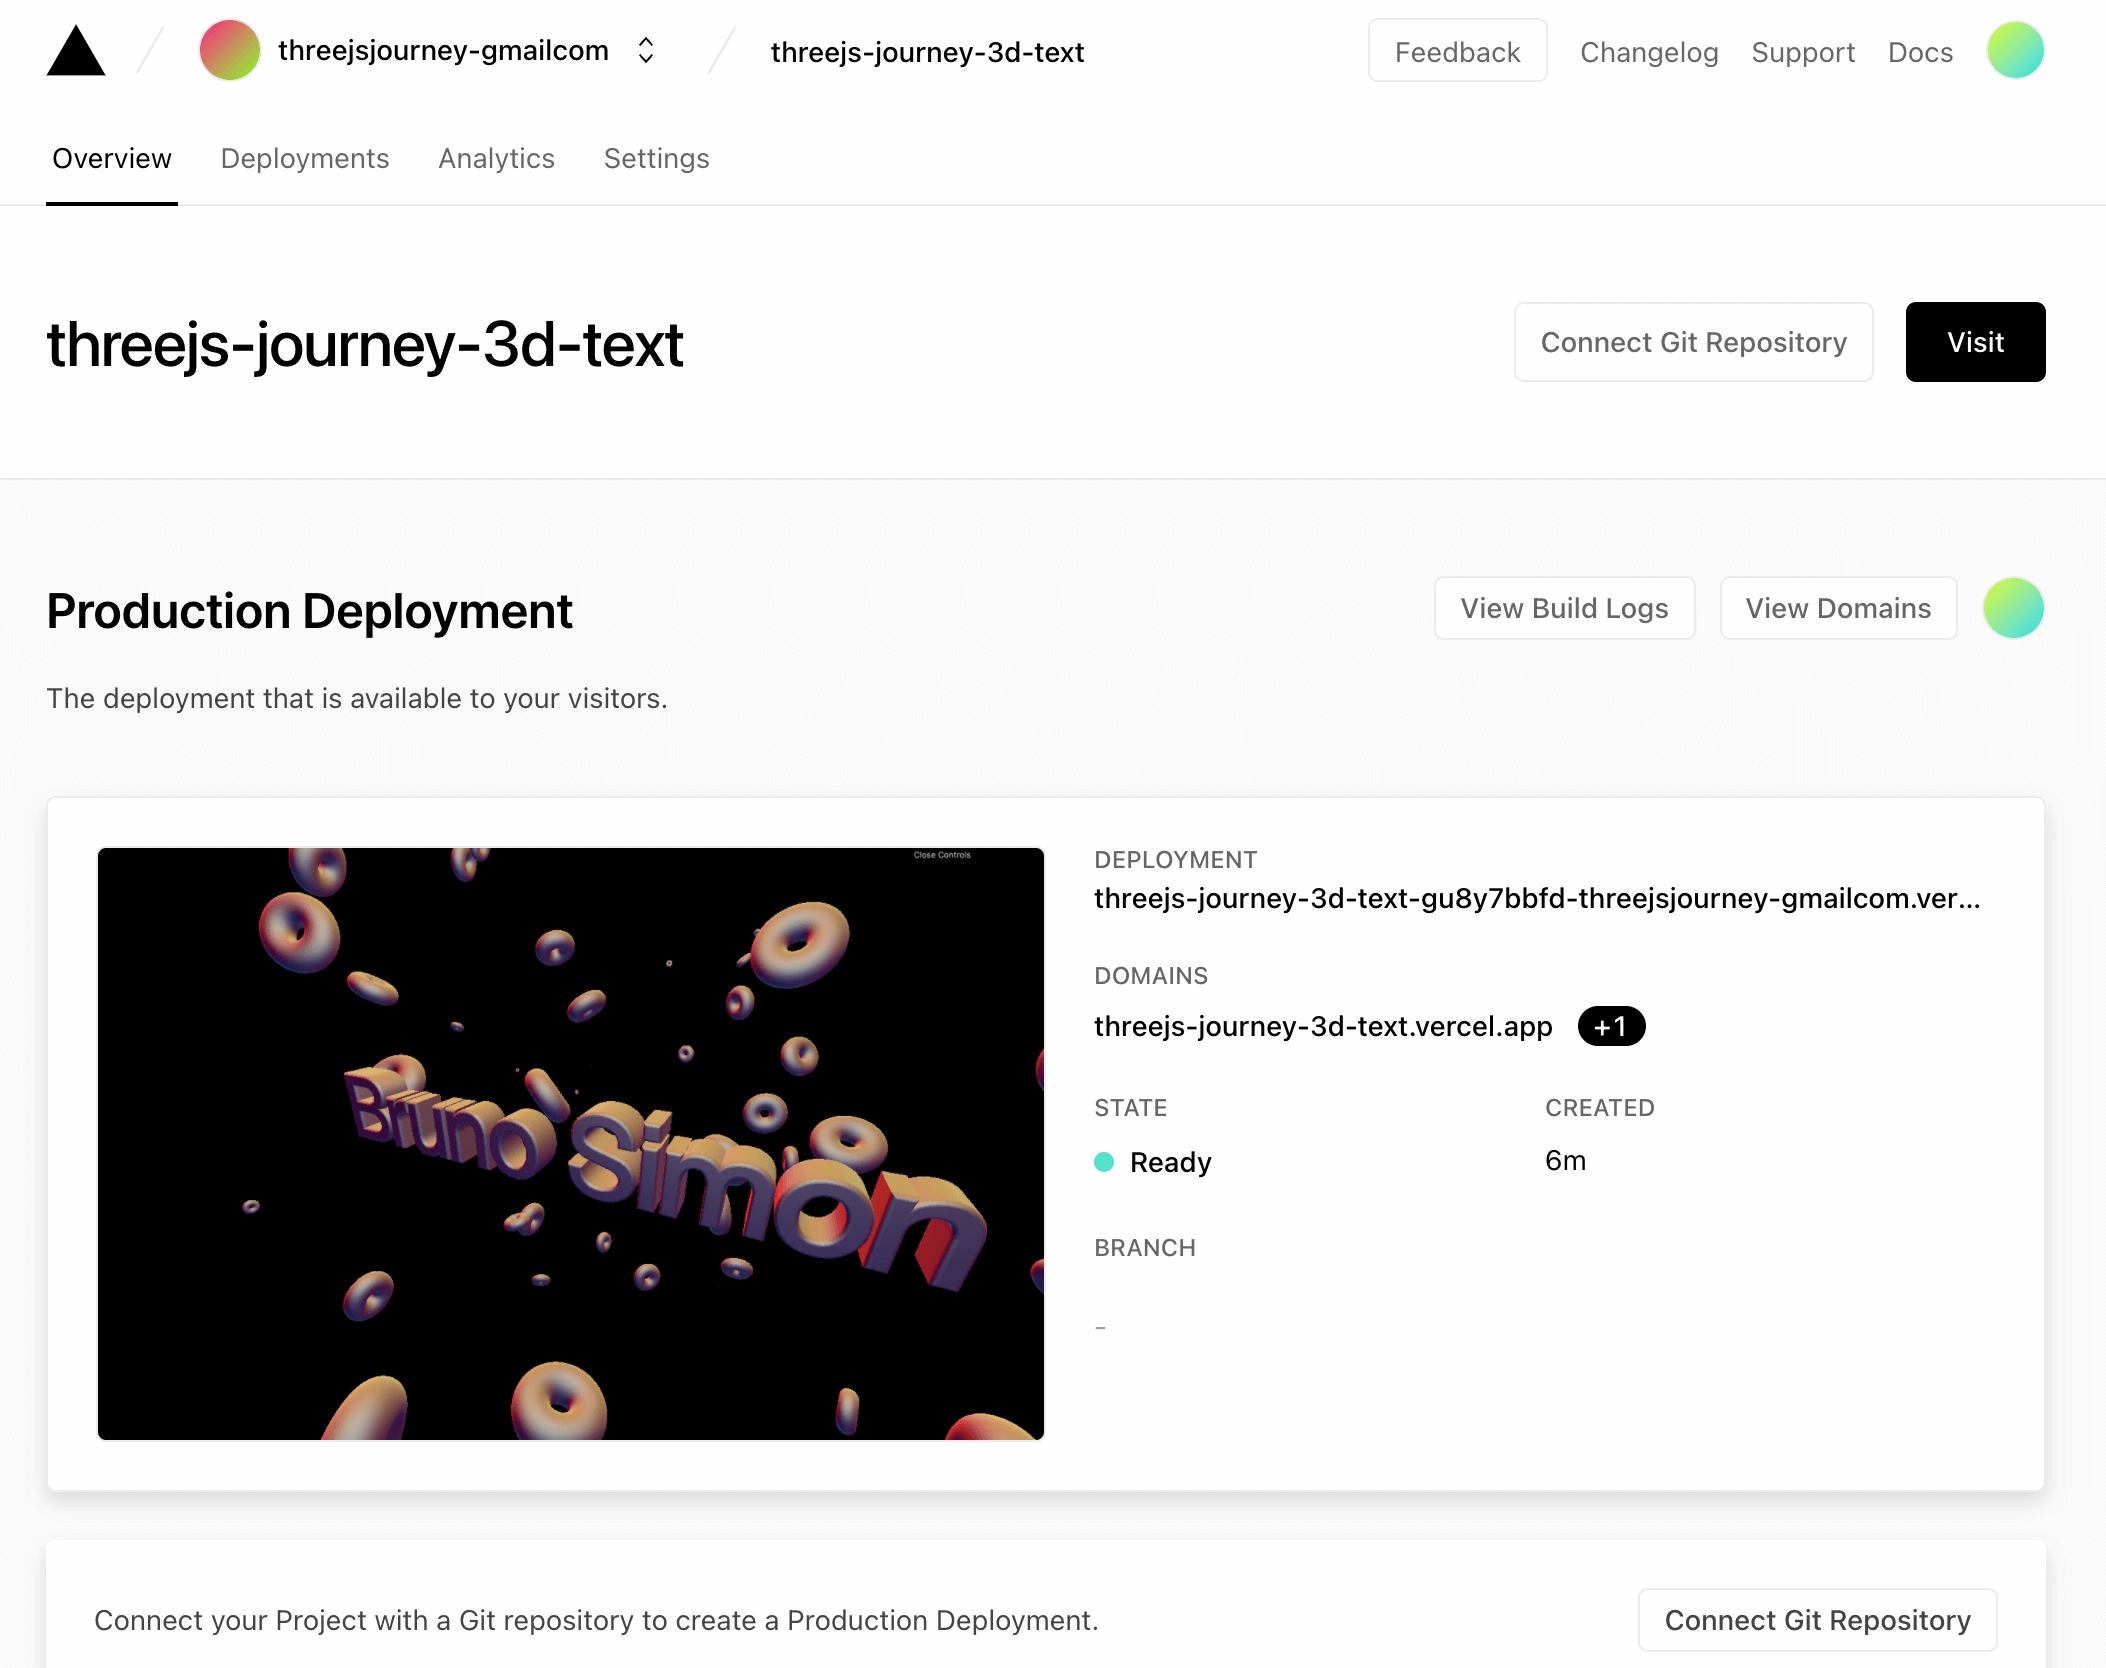 threejsjourney-gmailcom
threejs-journey-3d-text
Feedback
Changelog
Support
Docs
Overview
Deployments
Analytics
Settings
threejs-journey-3d-text
Connect Git Repository
Visit
Production Deployment
View Build Logs
View Domains
The deployment that is available to your visitors.
Close Controls
Bruno Simon
DEPLOYMENT
threejs-journey-3d-text-gu8y7bbfd-threejsjourney-gmailcom.ver...
DOMAINS
threejs-journey-3d-text.vercel.app
+1
STATE
CREATED
Ready
6m
BRANCH
-
Connect your Project with a Git repository to create a Production Deployment.
Connect Git Repository